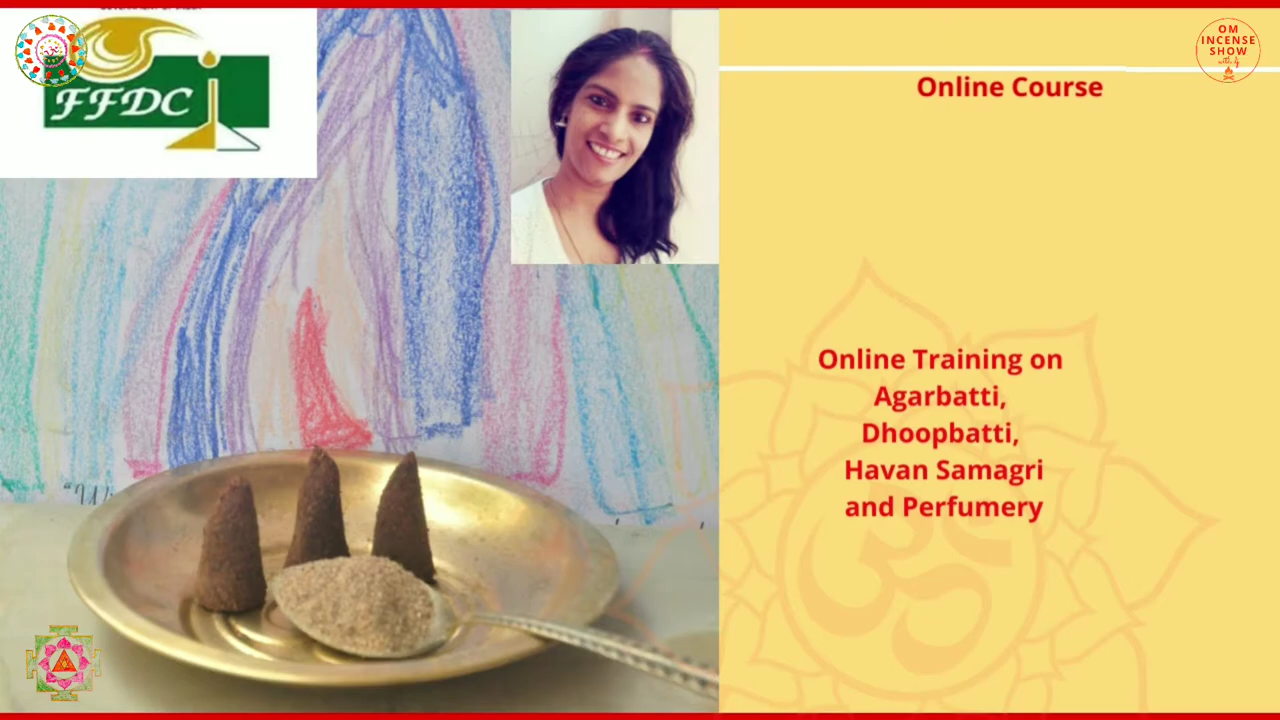 FFDC
OM
INCENSE
SHOW
Online Course
Online Training on
Agarbatti,
Dhoopbatti,
Havan Samagri
and Perfumery
ॐ